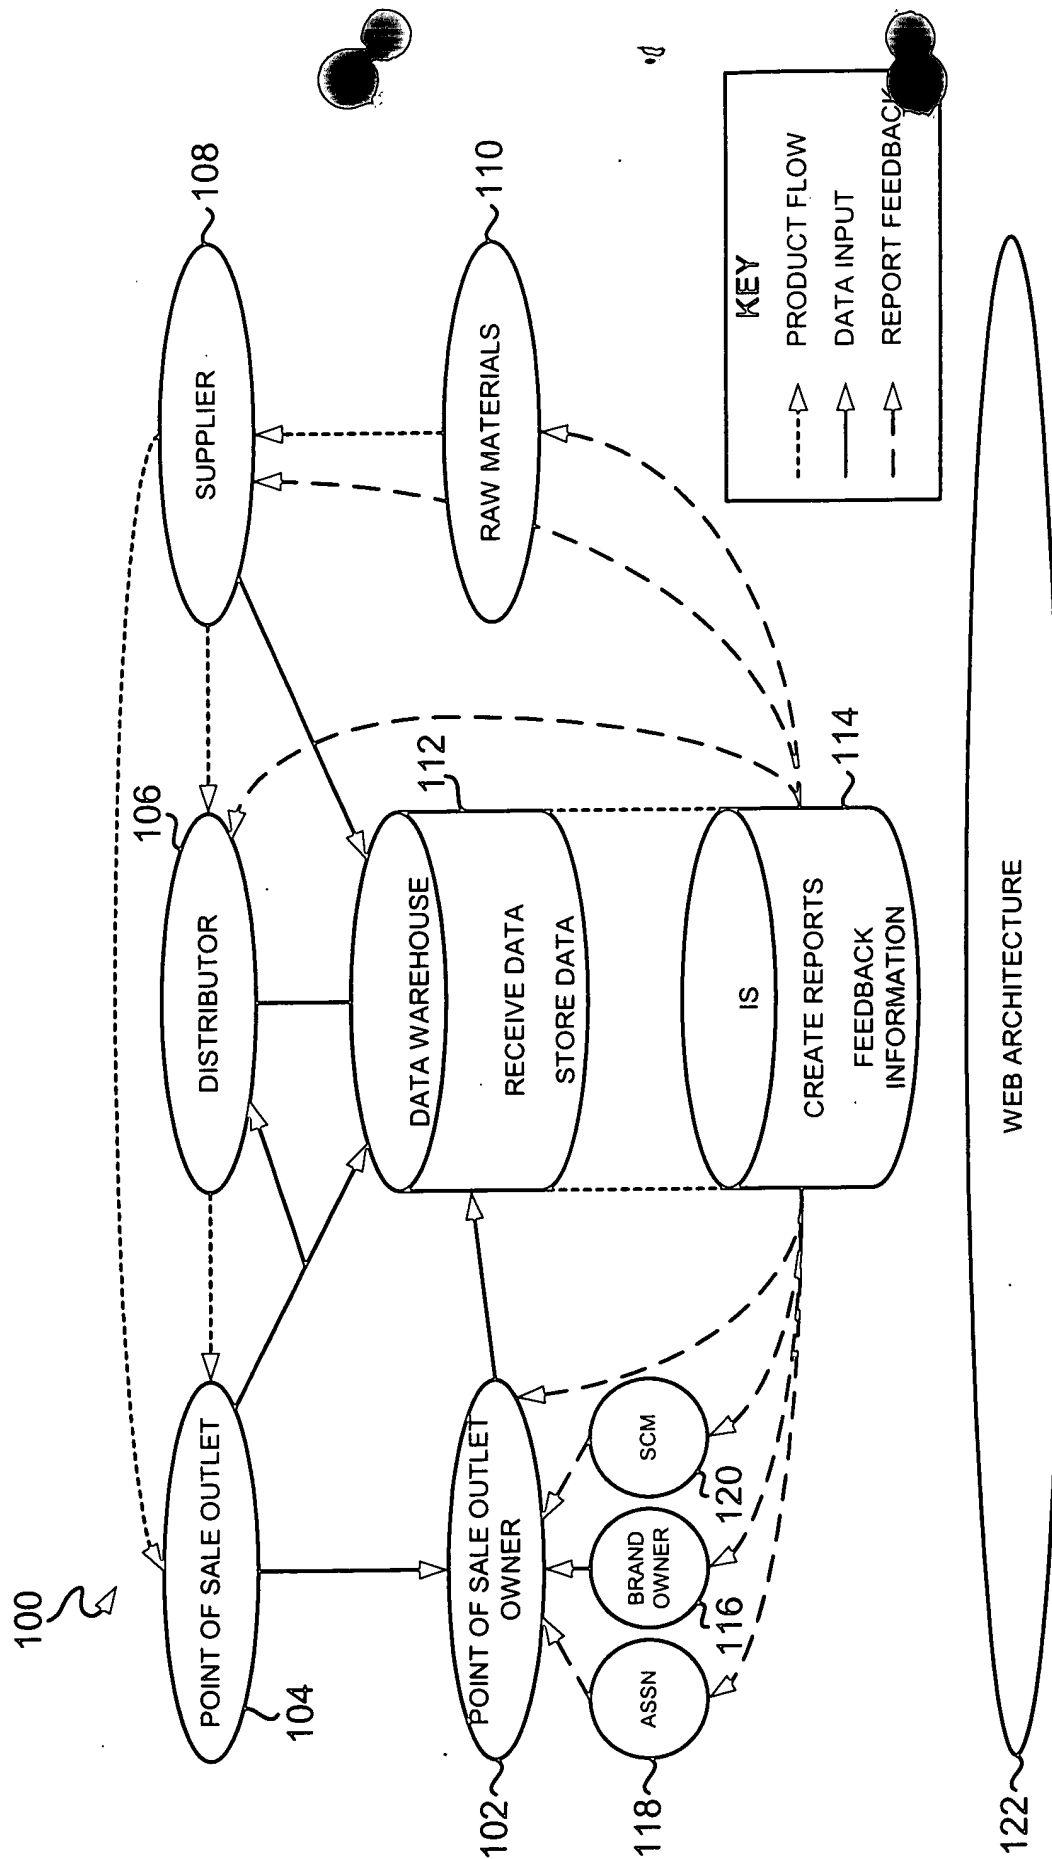 100
POINT OF SALE OUTLET
104
DISTRIBUTOR
106
SUPPLIER
108
POINT OF SALE OUTLET
OWNER
102
DATA WAREHOUSE
RECEIVE DATA
STORE DATA
112
RAW MATERIALS
110
ASSN
118
BRAND
OWNER
116
SCM
120
IS
CREATE REPORTS
FEEDBACK
INFORMATION
114
KEY
PRODUCT FLOW
DATA INPUT
REPORT FEEDBACK
WEB ARCHITECTURE
122